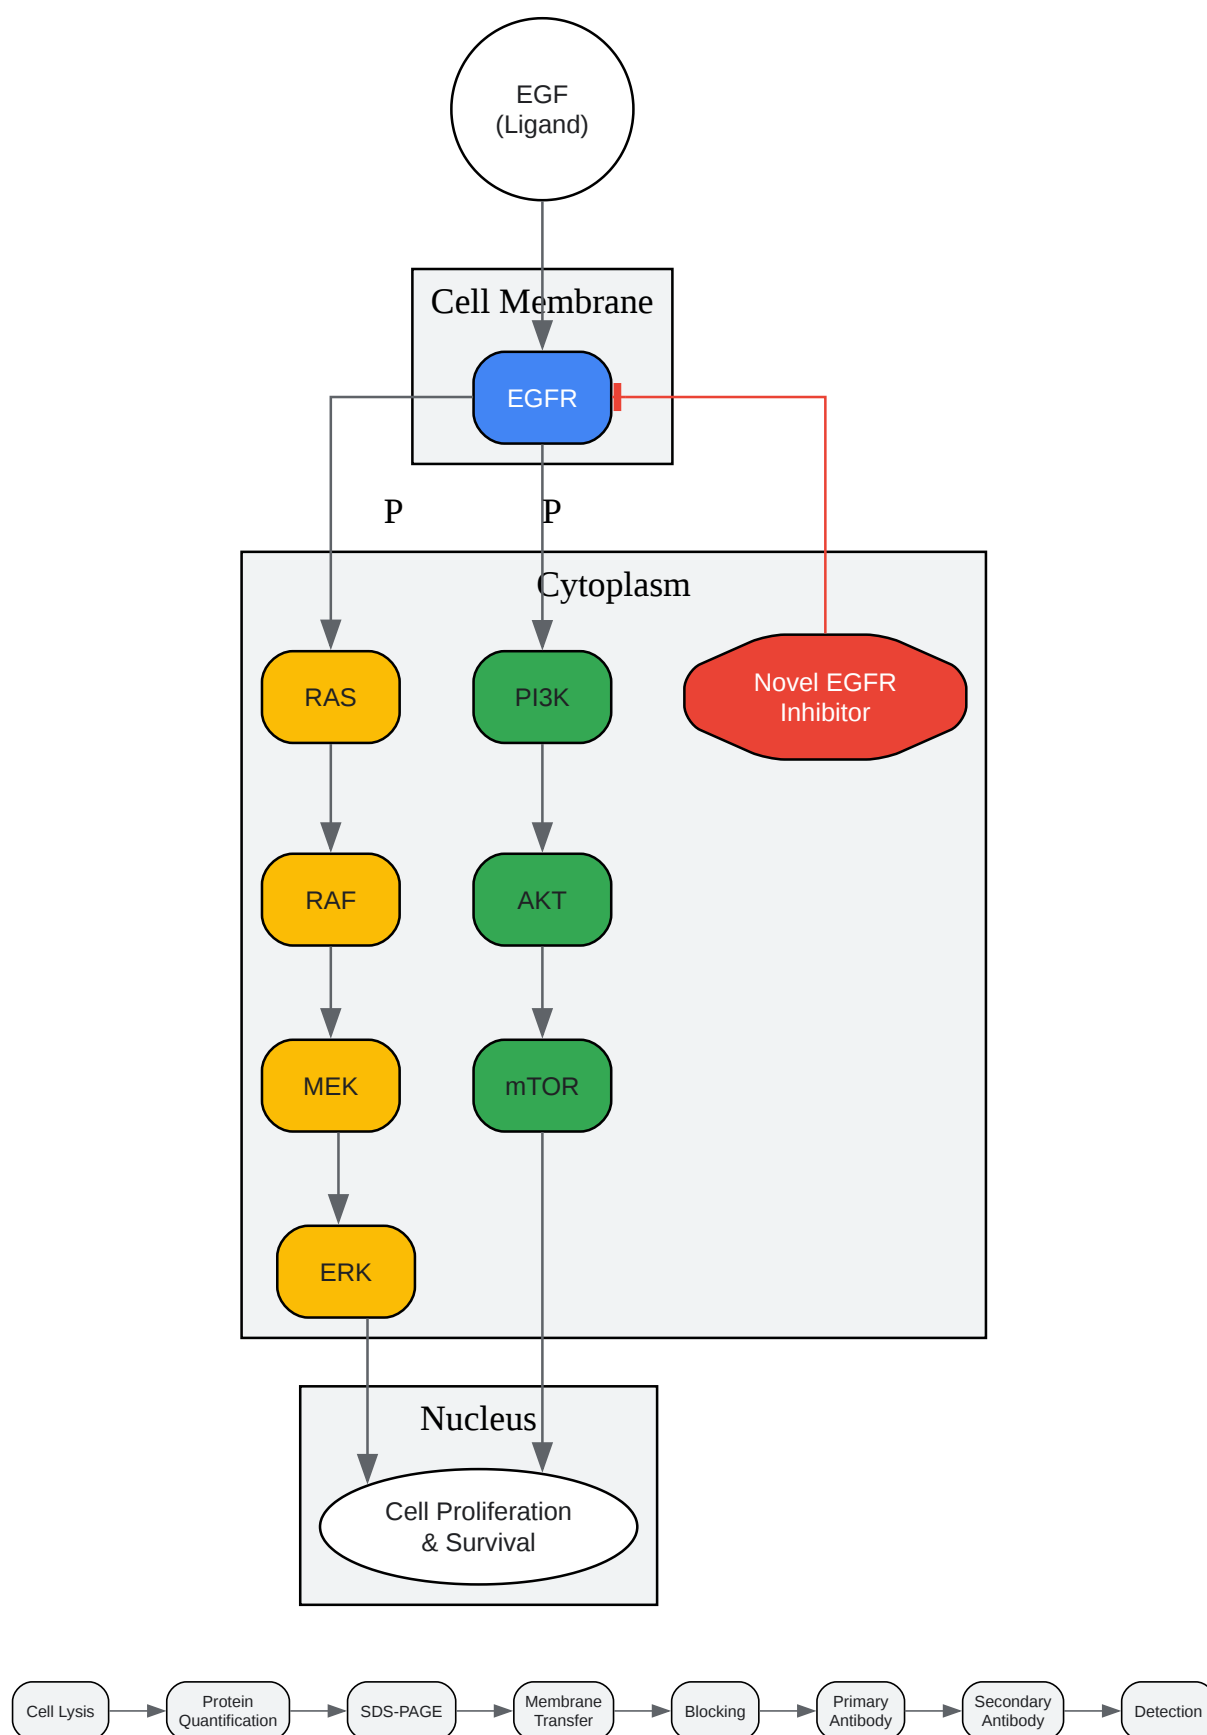 EGF
(Ligand)
Cell Membrane
EGFR
P
P
Cytoplasm
RAS
PI3K
Novel EGFR
Inhibitor
RAF
AKT
MEK
mTOR
ERK
Nucleus
Cell Proliferation
& Survival
Cell Lysis
Protein
Quantification
SDS-PAGE
Membrane
Transfer
Blocking
Primary
Antibody
Secondary
Antibody
Detection